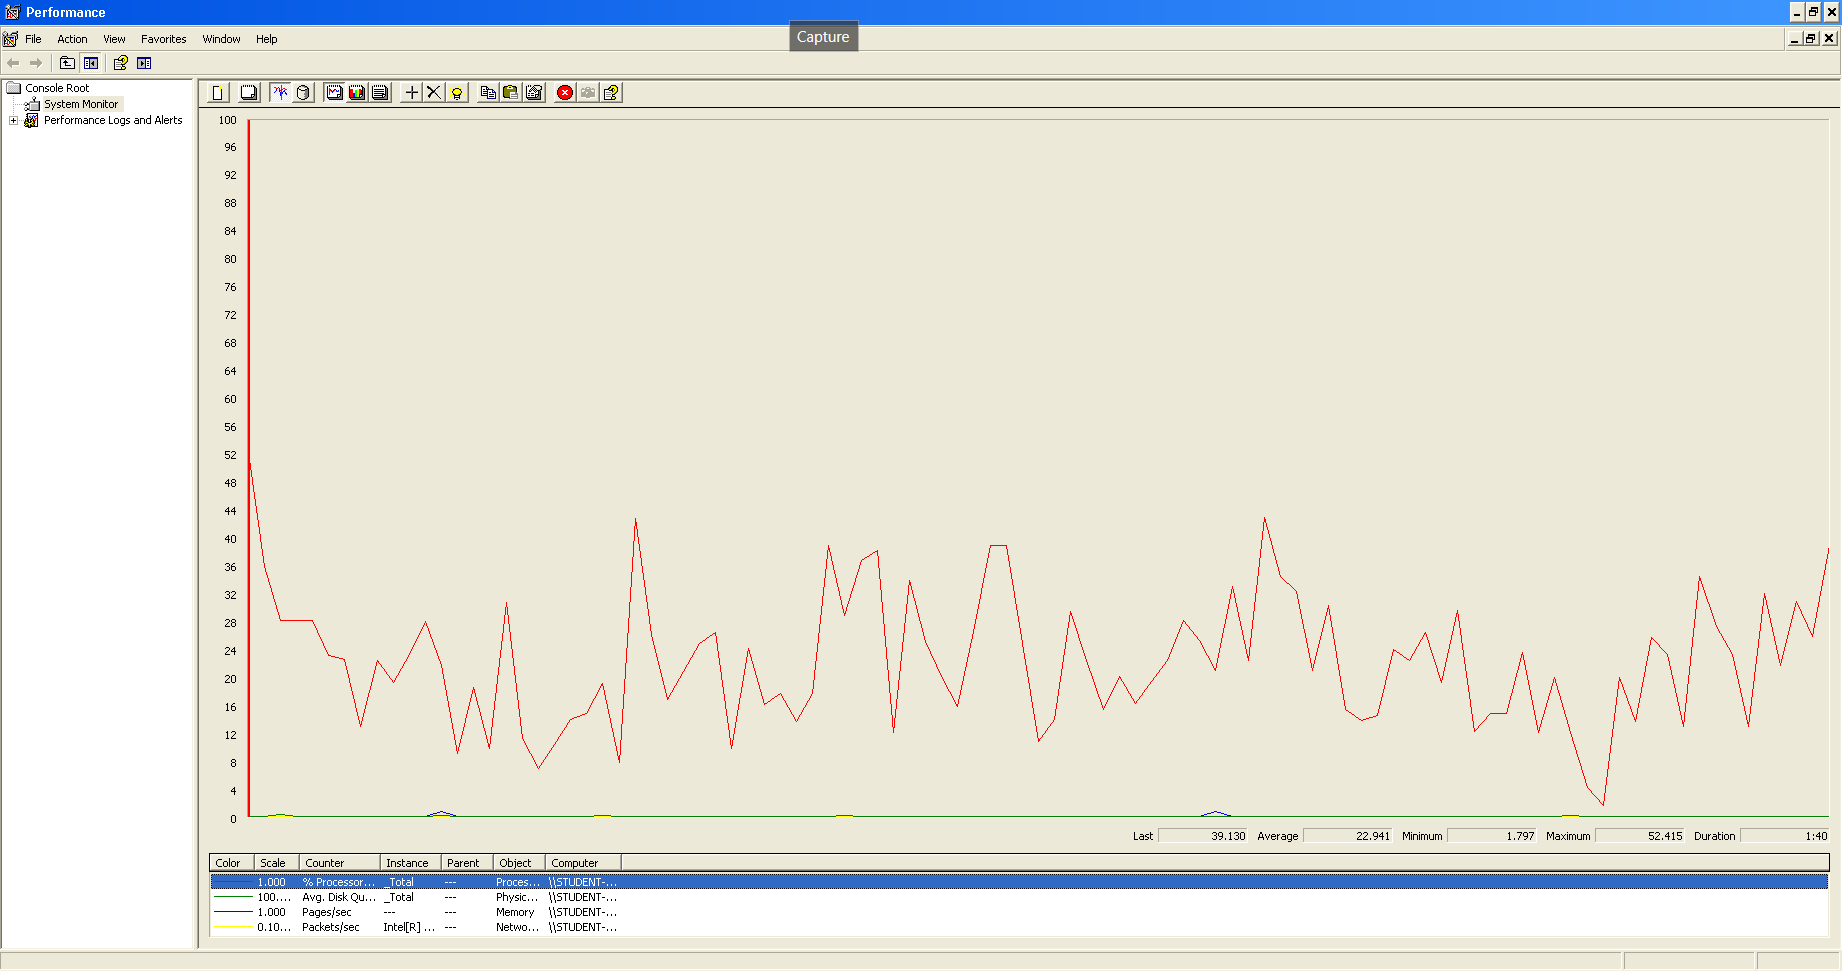 Performance
Capture
File Action View Favorites Window Help
Console Root
System Monitor
Performance Logs and Alerts
100
96
92
88
84
80
76
72
68
64
60
56
52
48
44
40
36
32
28
24
20
16
12
8
4
0
Last 39.130 Average 22.941 Minimum 1.797 Maximum 52.415 Duration 1:40
Color Scale Counter Instance Parent Object Computer
1.000 % Processor... _Total --- Proces... \\STUDENT-...
100.... Avg. Disk Qu... _Total --- Physic... \\STUDENT-...
1.000 Pages/sec --- --- Memory \\STUDENT-...
0.10... Packets/sec Intel[R] ... --- Netwo... \\STUDENT-...